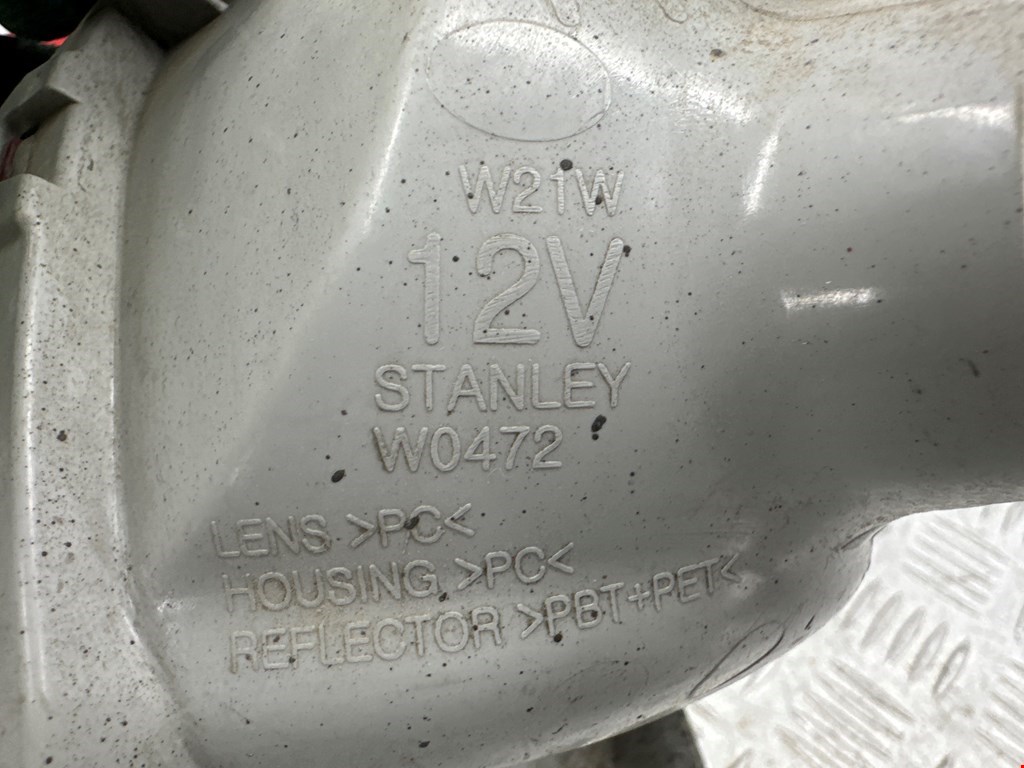 W21W
12V
STANLEY
W0472
LENS >PC<
HOUSING >PC<
REFLECTOR >PBT+PET<